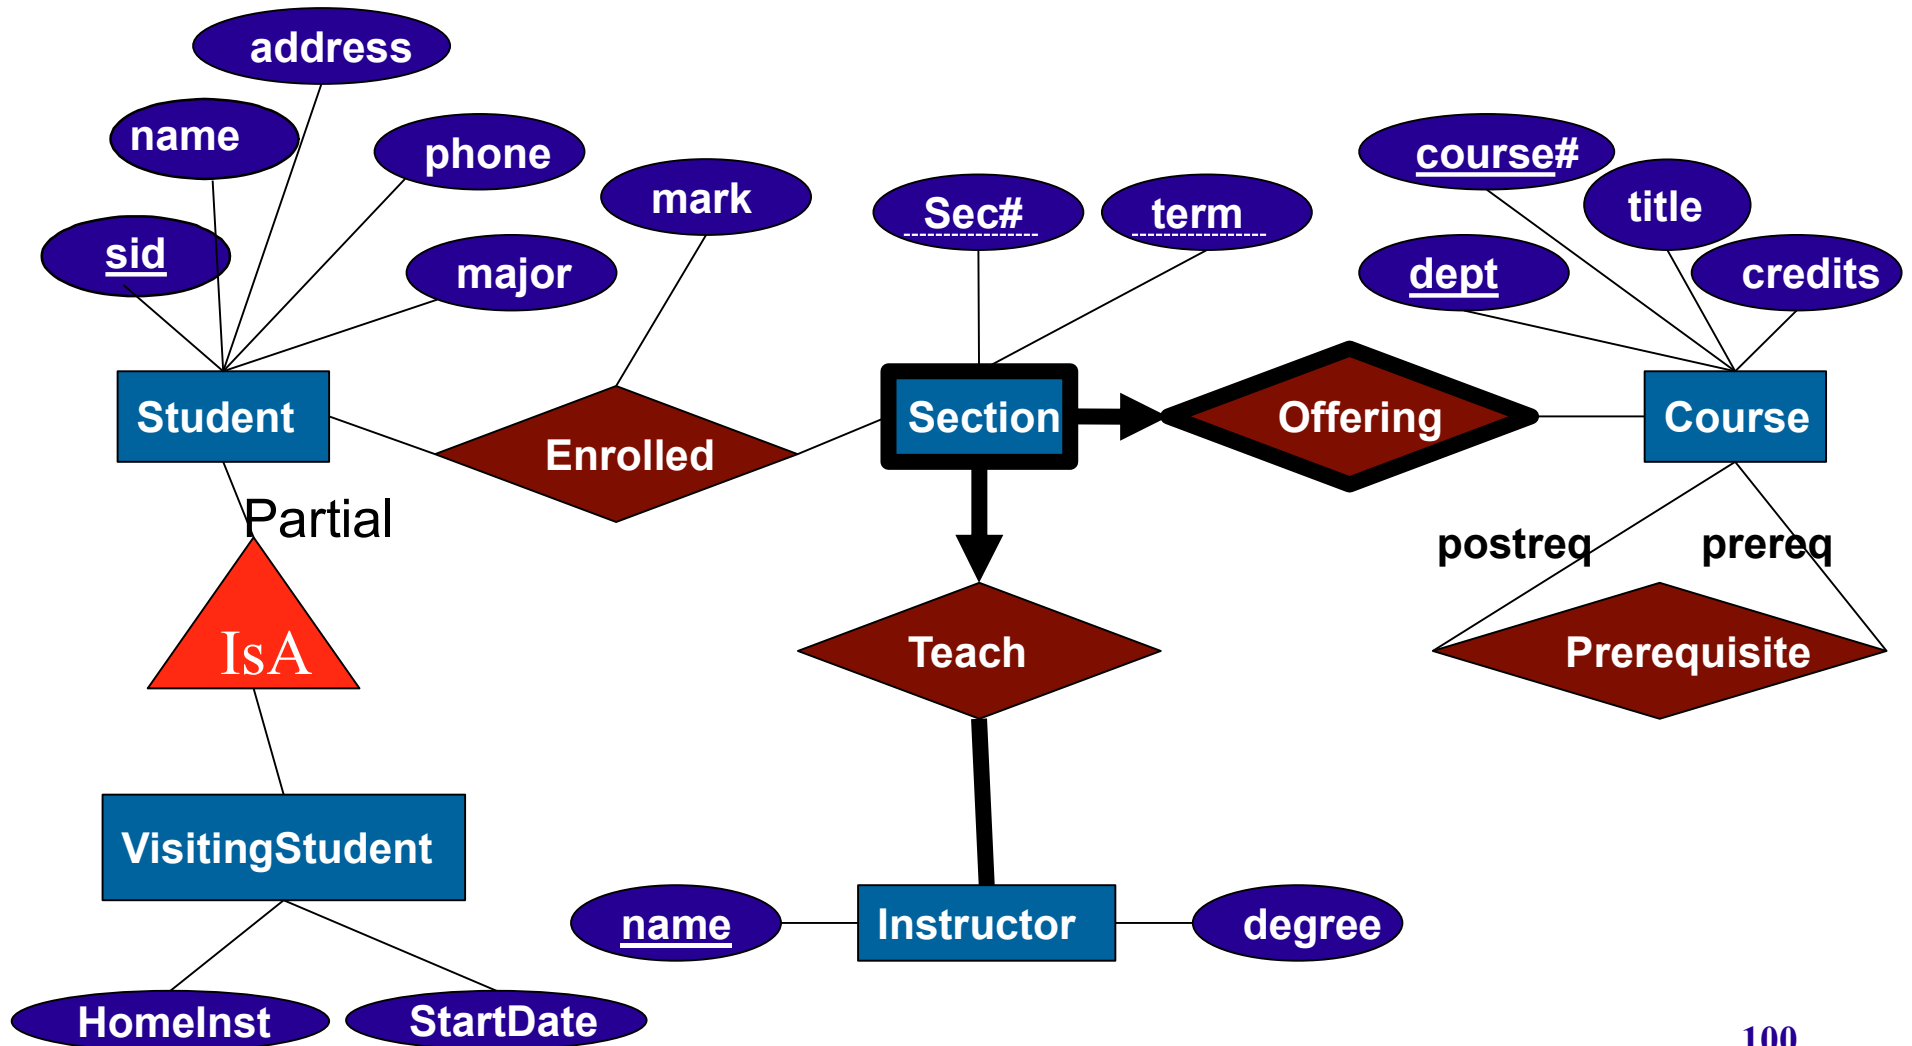 address
name
phone
mark
course#
Sec#
term
title
sid
major
dept
credits
Student
Section
Offering
Course
Enrolled
Partial
postreq
prereq
IsA
Teach
Prerequisite
VisitingStudent
name
Instructor
degree
HomeInst
StartDate
100